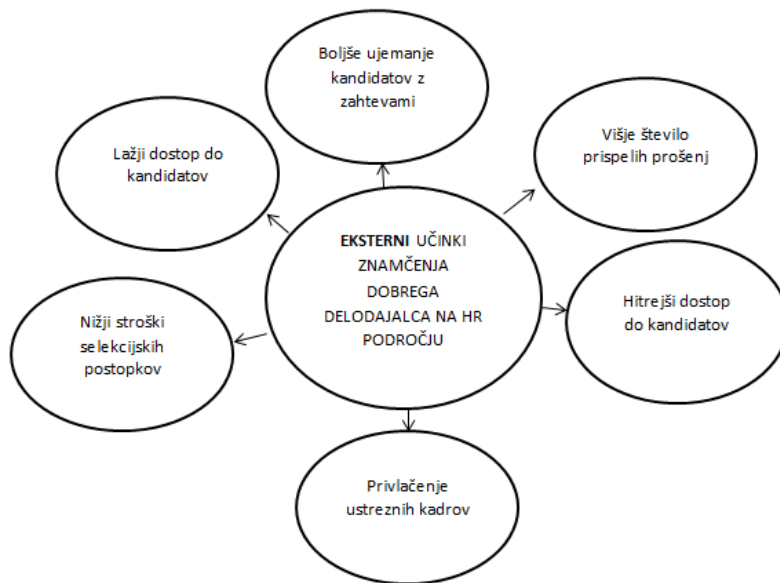 Boljše ujemanje
kandidatov z
zahtevami
Lažji dostop do
kandidatov
Višje število
prispelih prošenj
EKSTERNI UČINKI
ZNAMČENJA
DOBREGA
DELODAJALCA NA HR
PODROČJU
Hitrejši dostop
do kandidatov
Nižji stroški
selekcijskih
postopkov
Privlačenje
ustreznih kadrov